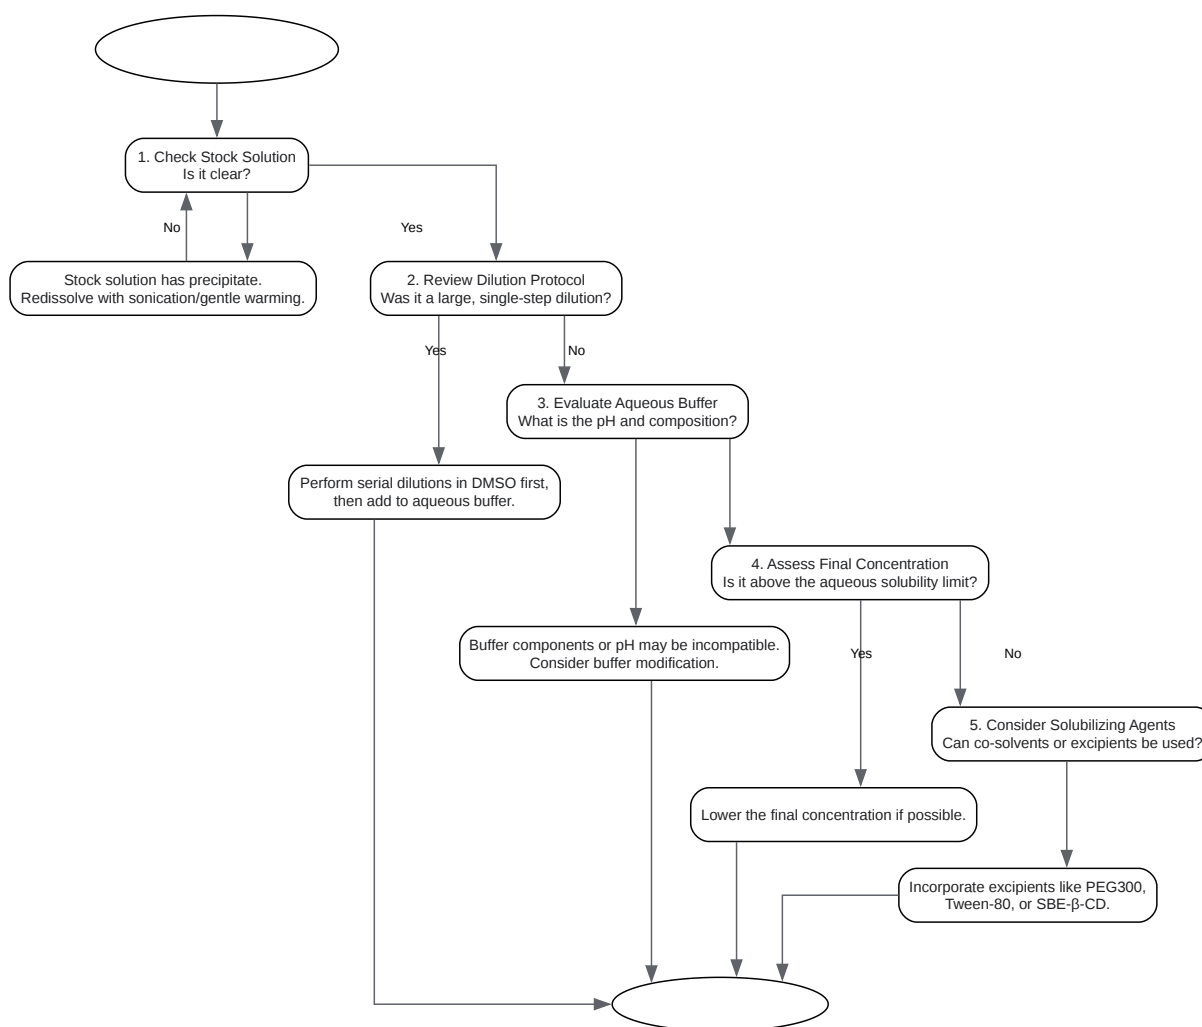 1. Check Stock Solution
Is it clear?
No
Yes
Stock solution has precipitate.
Redissolve with sonication/gentle warming.
2. Review Dilution Protocol
Was it a large, single-step dilution?
Yes
No
3. Evaluate Aqueous Buffer
What is the pH and composition?
Perform serial dilutions in DMSO first,
then add to aqueous buffer.
4. Assess Final Concentration
Is it above the aqueous solubility limit?
Buffer components or pH may be incompatible.
Consider buffer modification.
Yes
No
5. Consider Solubilizing Agents
Can co-solvents or excipients be used?
Lower the final concentration if possible.
Incorporate excipients like PEG300,
Tween-80, or SBE-β-CD.